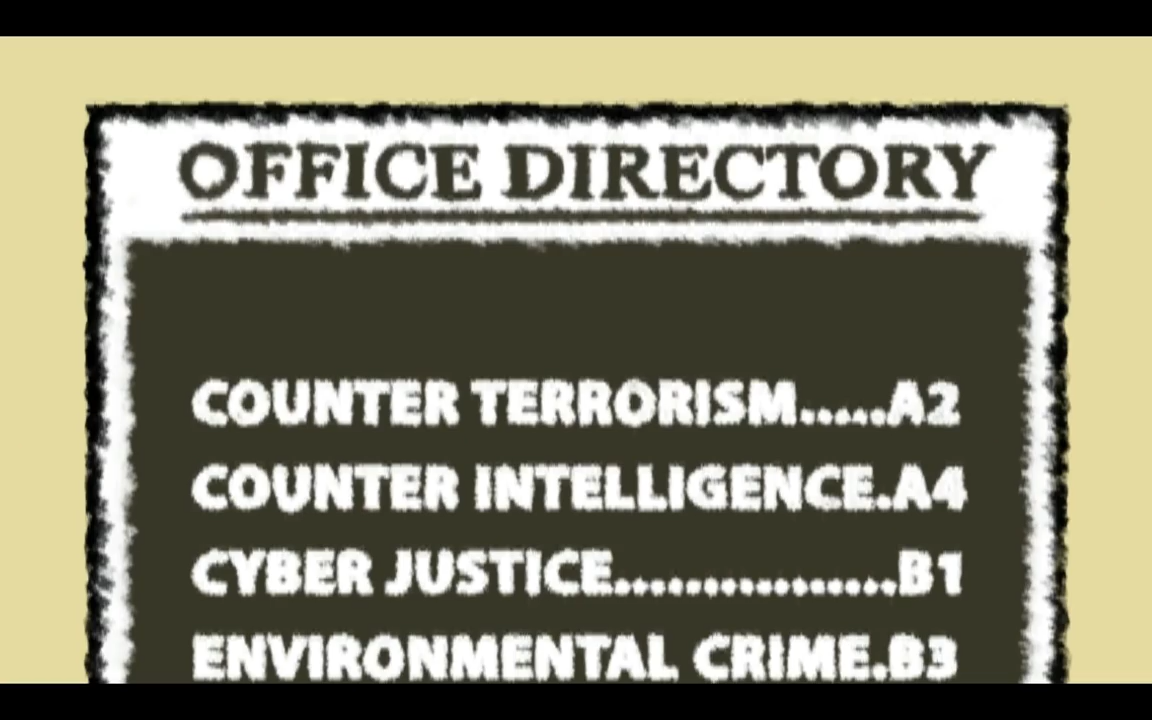 OFFICE DIRECTORY
COUNTER TERRORISM.....A2
COUNTER INTELLIGENCE.A4
CYBER JUSTICE................B1
ENVIRONMENTAL CRIME.B3